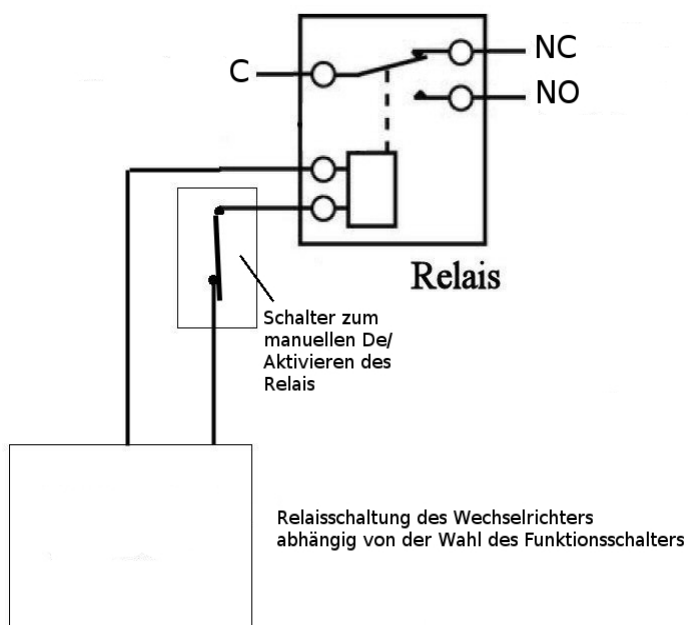 NC
C
NO
Relais
Schalter zum
manuellen De/
Aktivieren des
Relais
Relaisschaltung des Wechselrichters
abhängig von der Wahl des Funktionsschalters